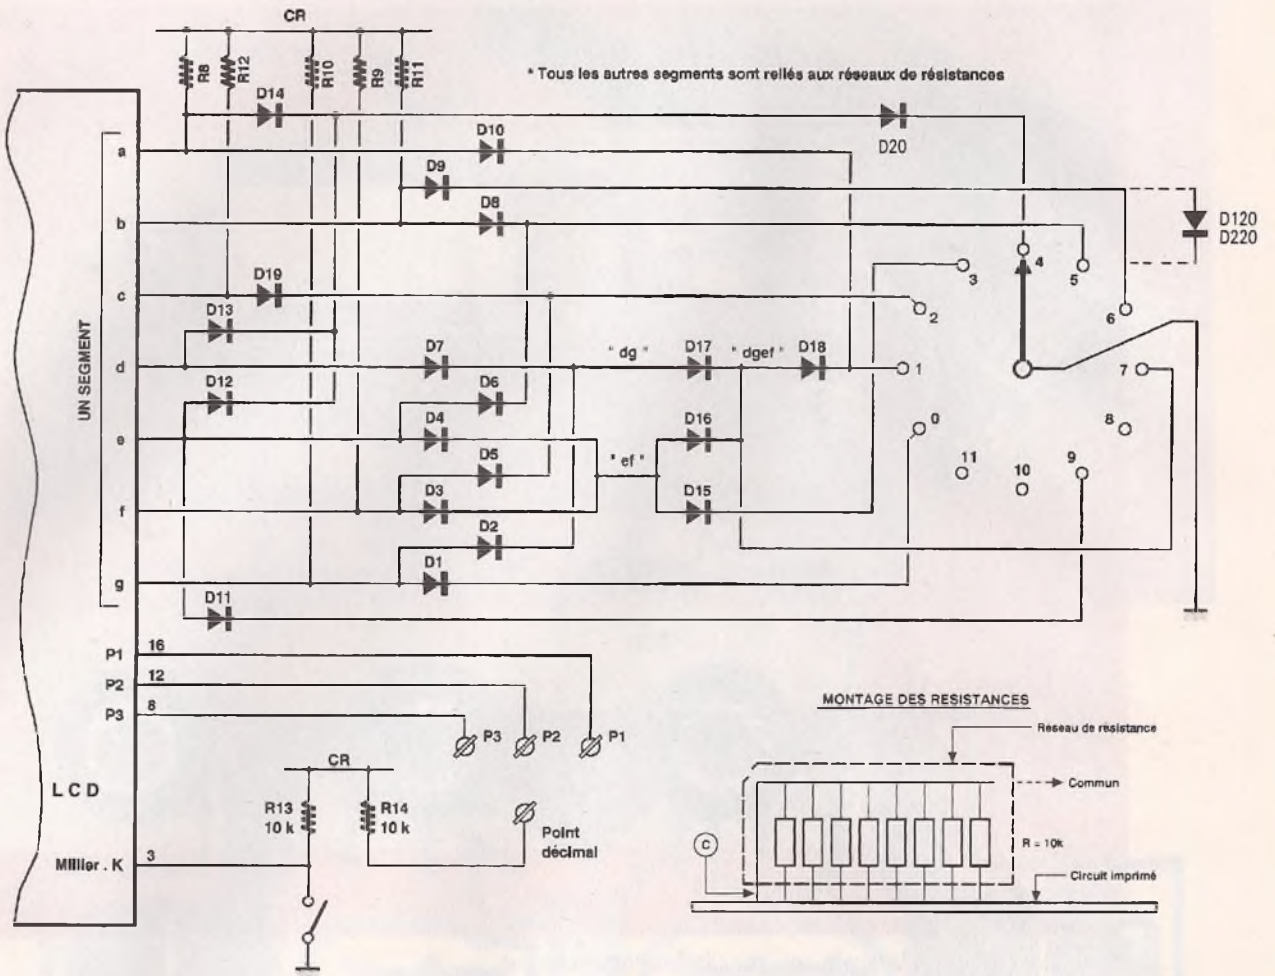 CR
R8 R12 R10 R9 R11
* Tous les autres segments sont reliés aux réseaux de résistances
D14
D20
a
D10
D9
b
D8
D120
D220
3
4
5
c
D19
D13
2
6
UN SEGMENT
d
D7
" dg "
D17
" dgef "
D18
1
7
D12
D6
e
D4
D16
0
8
D5
" ef "
11
10
9
f
D3
D15
D2
g
D1
D11
P1 16
P2 12
P3 8
P3
P2
P1
LCD
CR
R13
10 k
R14
10 k
Point
décimal
Millier . K 3
MONTAGE DES RESISTANCES
Réseau de résistance
Commun
C
R = 10k
Circuit imprimé